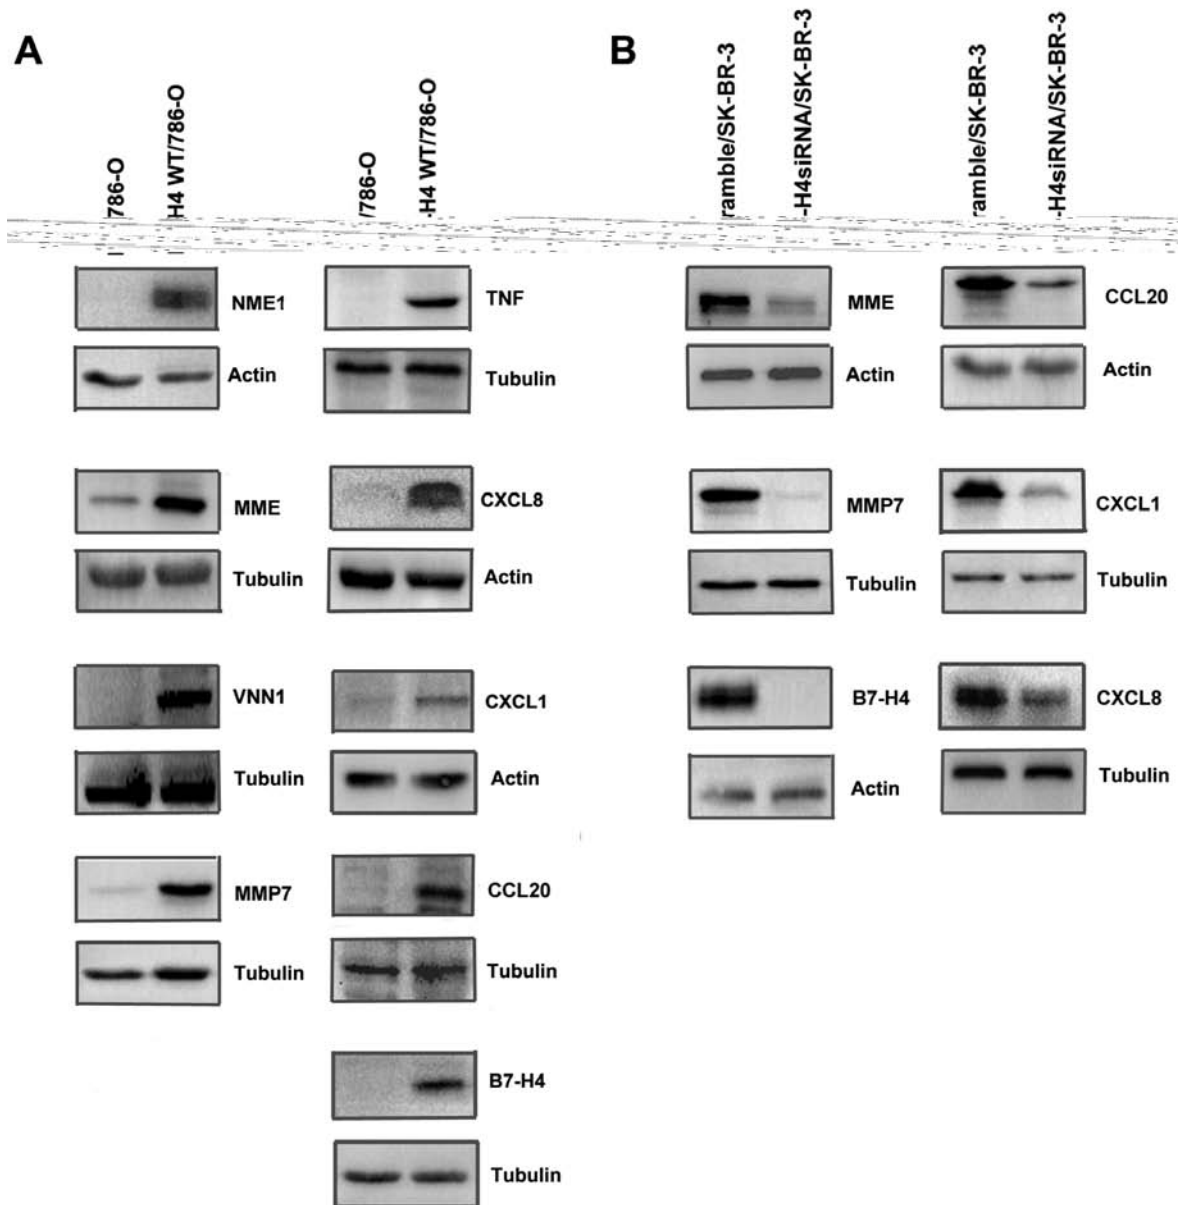 A
B
786-O
H4 WT/786-O
/786-O
-H4 WT/786-O
ramble/SK-BR-3
-H4siRNA/SK-BR-3
ramble/SK-BR-3
-H4siRNA/SK-BR-3
NME1
Actin
MME
Tubulin
VNN1
Tubulin
MMP7
Tubulin
TNF
Tubulin
CXCL8
Actin
CXCL1
Actin
CCL20
Tubulin
B7-H4
Tubulin
MME
Actin
MMP7
Tubulin
B7-H4
Actin
CCL20
Actin
CXCL1
Tubulin
CXCL8
Tubulin